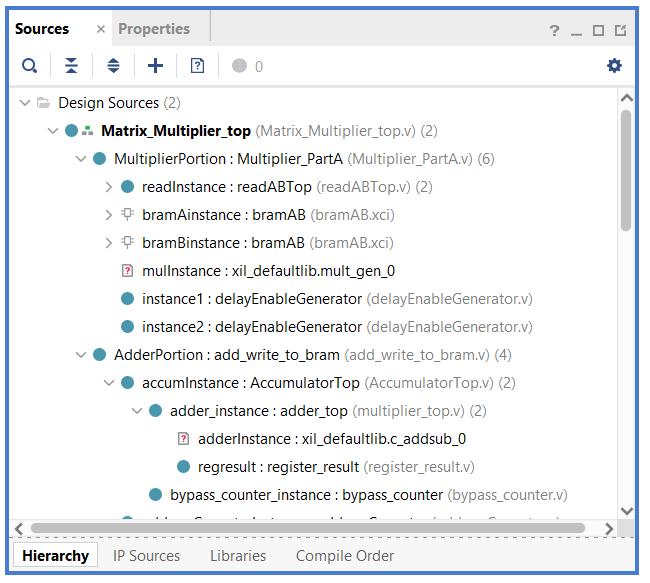 Sources × Properties ? _
? 0
Design Sources (2)
Matrix_Multiplier_top (Matrix_Multiplier_top.v) (2)
MultiplierPortion : Multiplier_PartA (Multiplier_PartA.v) (6)
readInstance : readABTop (readABTop.v) (2)
bramAinstance : bramAB (bramAB.xci)
bramBinstance : bramAB (bramAB.xci)
? mulInstance : xil_defaultlib.mult_gen_0
instance1 : delayEnableGenerator (delayEnableGenerator.v)
instance2 : delayEnableGenerator (delayEnableGenerator.v)
AdderPortion : add_write_to_bram (add_write_to_bram.v) (4)
accumInstance : AccumulatorTop (AccumulatorTop.v) (2)
adder_instance : adder_top (multiplier_top.v) (2)
? adderInstance : xil_defaultlib.c_addsub_0
regresult : register_result (register_result.v)
bypass_counter_instance : bypass_counter (bypass_counter.v)
Hierarchy IP Sources Libraries Compile Order